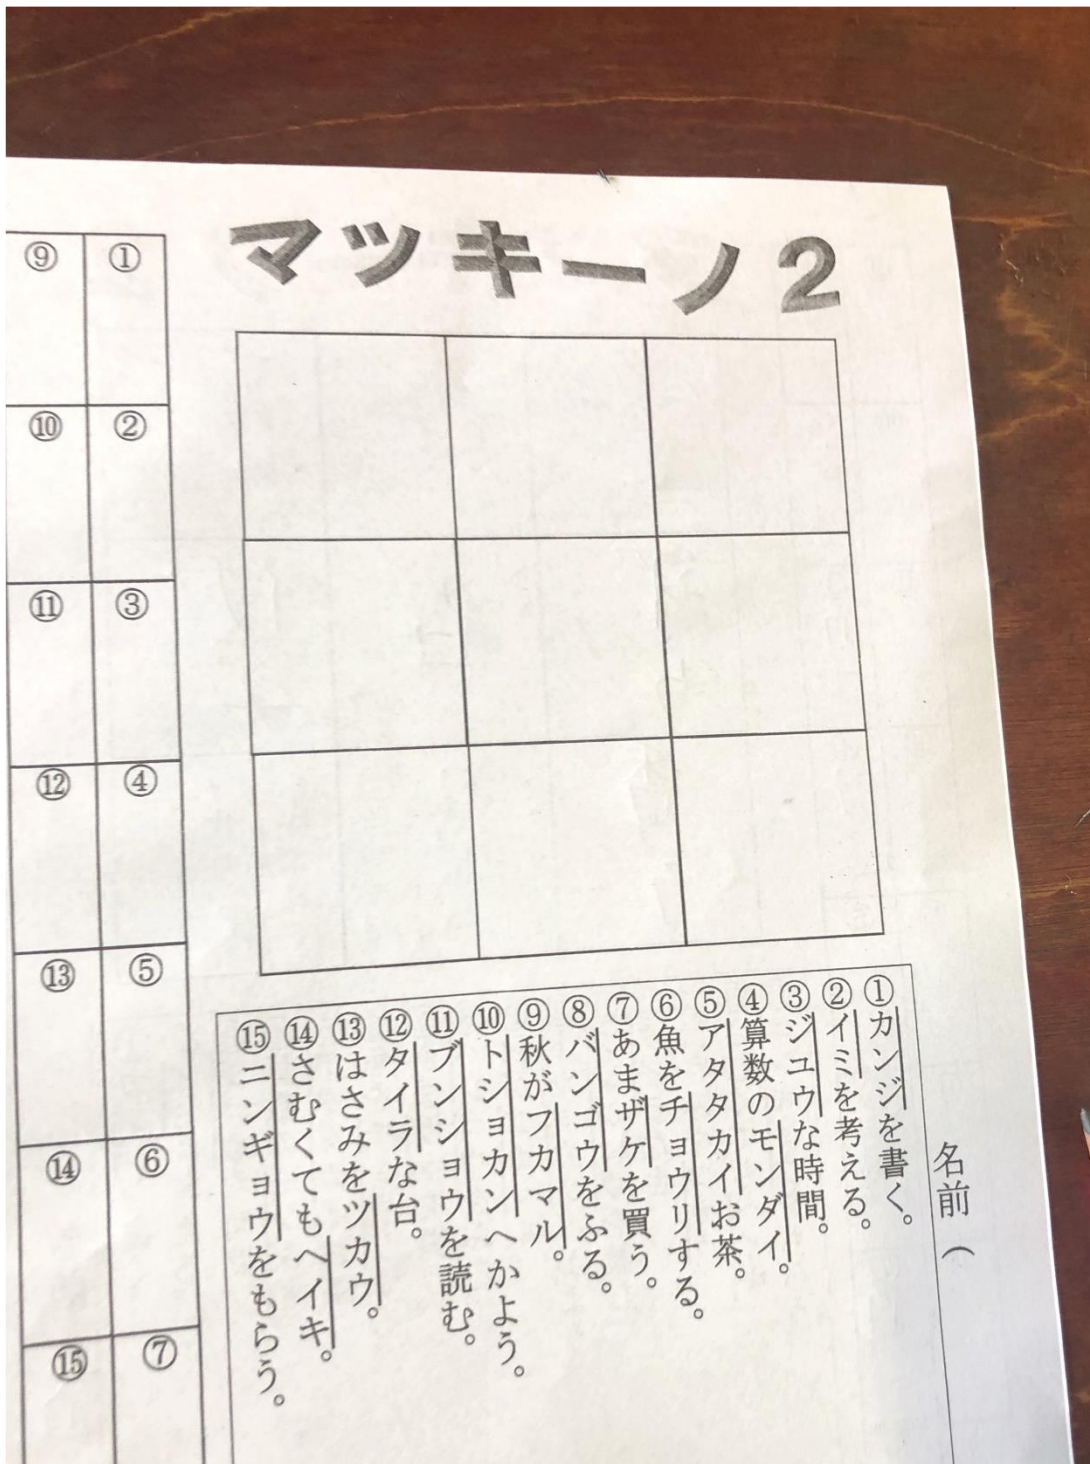 マッキーノ2
名前（
①カンジを書く。
②イミを考える。
③ジユウな時間。
④算数のモンダイ。
⑤アタタカイお茶。
⑥魚をチョウリする。
⑦あまザケを買う。
⑧バンゴウをふる。
⑨秋がフカマル。
⑩トショカンへかよう。
⑪ブンショウを読む。
⑫タイラな台。
⑬はさみをツカウ。
⑭さむくてもヘイキ。
⑮ニンギョウをもらう。
①
②
③
④
⑤
⑥
⑦
⑨
⑩
⑪
⑫
⑬
⑭
⑮